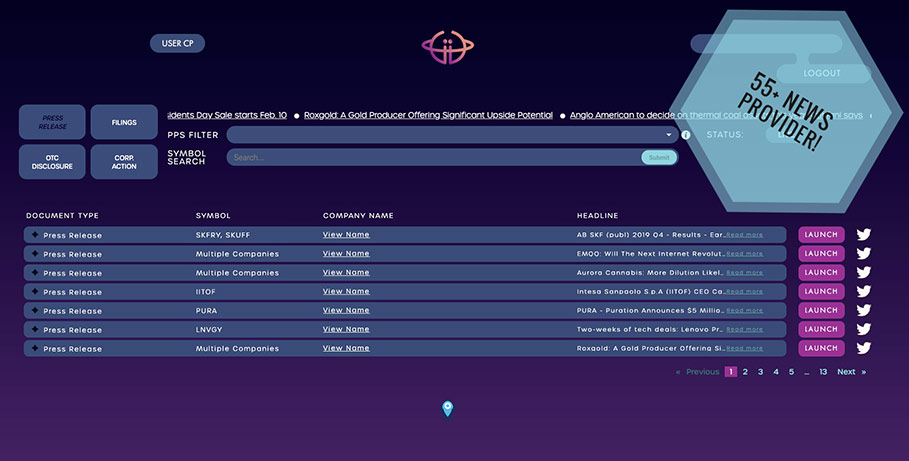 USER CP
LOGOUT
55+ NEWS
PROVIDER!
PRESS
RELEASE
FILINGS
OTC
DISCLOSURE
CORP.
ACTION
sidents Day Sale starts Feb. 10 ● Roxgold: A Gold Producer Offering Significant Upside Potential ● Anglo American to decide on thermal coal as says
PPS FILTER
STATUS:
SYMBOL
SEARCH
Search...
Submit
DOCUMENT TYPE SYMBOL COMPANY NAME HEADLINE
Press Release SKFRY, SKUFF View Name AB SKF (publ) 2019 Q4 - Results - Ear...Read more LAUNCH
Press Release Multiple Companies View Name EMQQ: Will The Next Internet Revolut...Read more LAUNCH
Press Release Multiple Companies View Name Aurora Cannabis: More Dilution Likel...Read more LAUNCH
Press Release IITOF View Name Intesa Sanpaolo S.p.A (IITOF) CEO Ca...Read more LAUNCH
Press Release PURA View Name PURA - Puration Announces $5 Millio...Read more LAUNCH
Press Release LNVGY View Name Two-weeks of tech deals: Lenovo Pr...Read more LAUNCH
Press Release Multiple Companies View Name Roxgold: A Gold Producer Offering Si...Read more LAUNCH
« Previous 1 2 3 4 5 ... 13 Next »